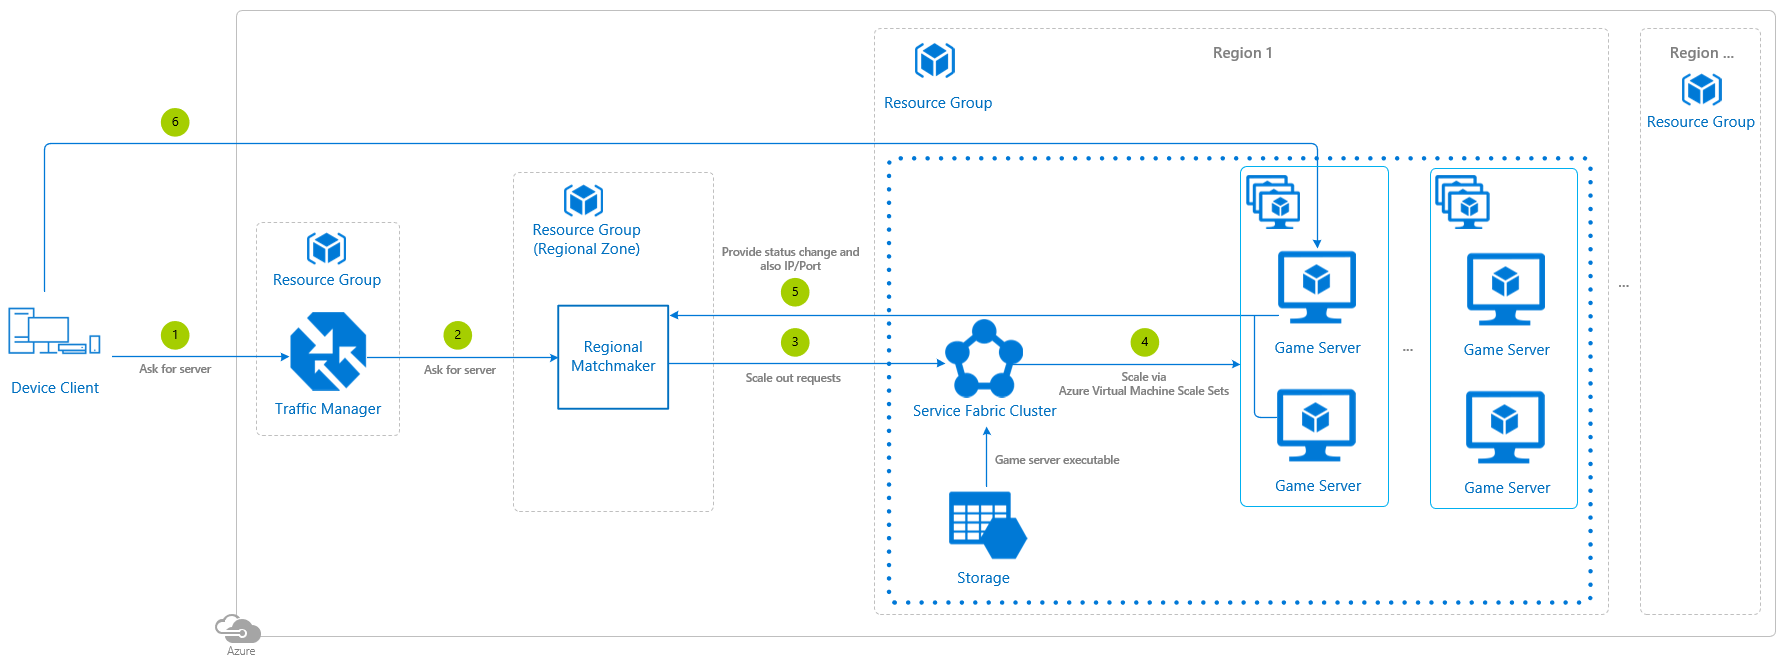 Region 1
Region ...
Resource Group
Resource Group
6
Resource Group
(Regional Zone)
Resource Group
Provide status change and
also IP/Port
5
...
1
Ask for server
2
Ask for server
Regional
Matchmaker
3
Scale out requests
4
Scale via
Azure Virtual Machine Scale Sets
Game Server
...
Game Server
Device Client
Traffic Manager
Service Fabric Cluster
Game server executable
Game Server
Game Server
Storage
Azure